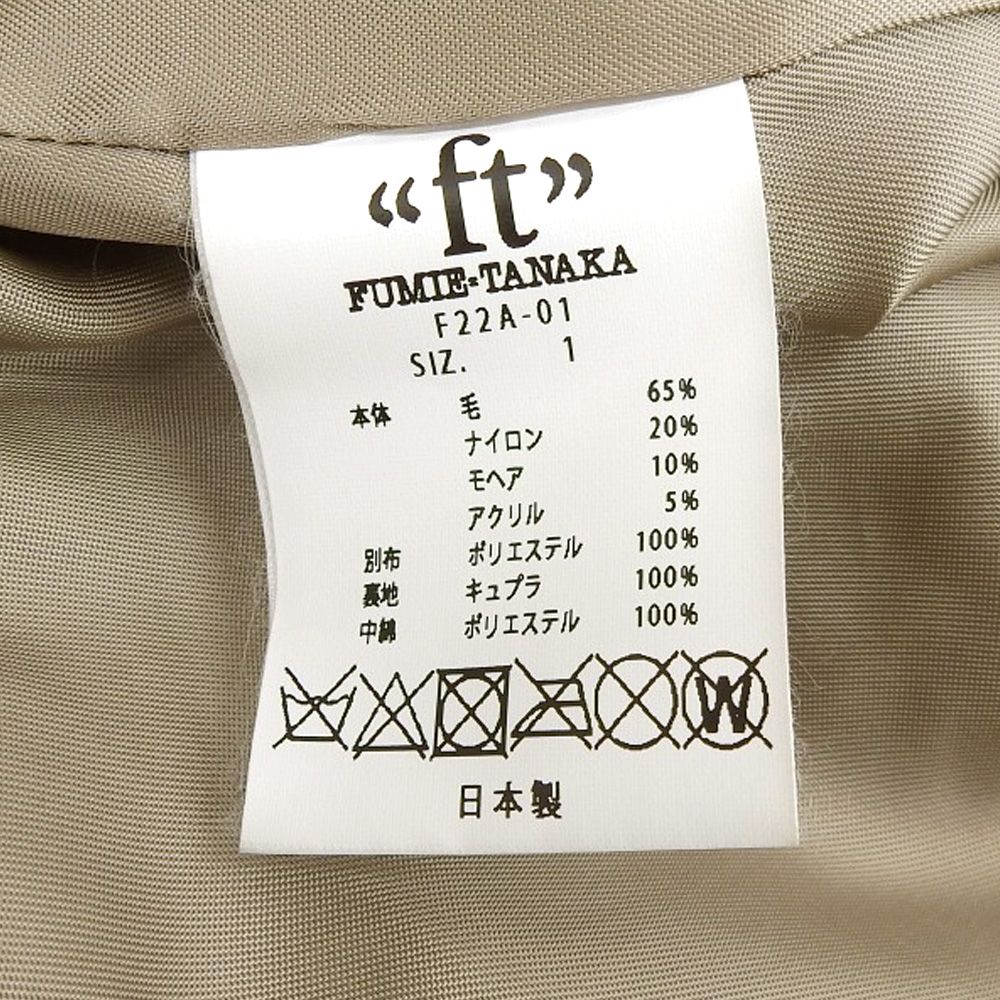 “ft”
FUMIE=TANAKA
F22A-01
SIZ. 1
本体 毛 65%
ナイロン 20%
モヘア 10%
アクリル 5%
別布 ポリエステル 100%
裏地 キュプラ 100%
中綿 ポリエステル 100%
W
日本製